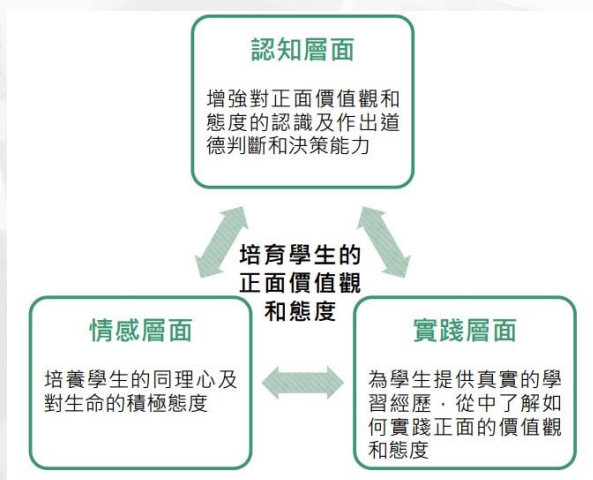 認知層面
增強對正面價值觀和
態度的認識及作出道
德判斷和決策能力
培育學生的
正面價值觀
和態度
情感層面
培養學生的同理心及
對生命的積極態度
實踐層面
為學生提供真實的學
習經歷，從中了解如
何實踐正面的價值觀
和態度